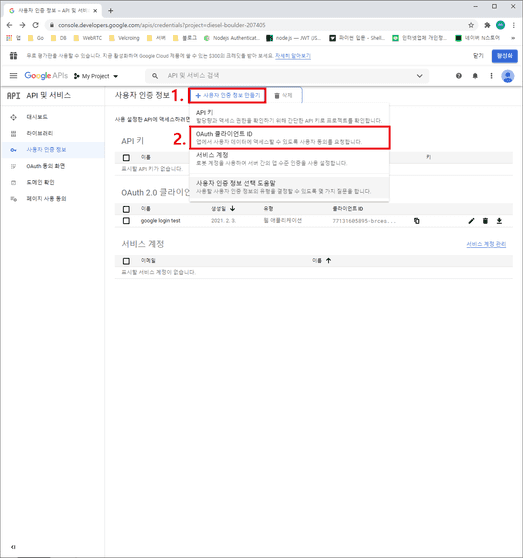 사용자 인증 정보 – API 및 서비스
console.developers.google.com/apis/credentials?project=diesel-boulder-207405
앱 Go DB WebRTC 블로그 Velcrosing 서버 Nodejs Authenticat... node.js — JWT (JS... 파이썬 입문 - Shell... 인터넷업체 개인정... 네이버 N스토어
무료 평가판을 사용할 수 있습니다. 지금 활성화하여 Google Cloud 제품에 쓸 수 있는 $300의 크레딧을 받아 보세요. 자세히 알아보기
닫기
활성화
Google APIs
My Project
API 및 서비스 검색
API
API 및 서비스
사용자 인증 정보
1.
+ 사용자 인증 정보 만들기
삭제
대시보드
라이브러리
사용자 인증 정보
OAuth 동의 화면
도메인 확인
페이지 사용 동의
사용 설정한 API에 액세스하려면
API 키
할당량과 액세스 권한을 확인하기 위해 간단한 API 키로 프로젝트를 확인합니다.
2.
OAuth 클라이언트 ID
앱에서 사용자 데이터에 액세스할 수 있도록 사용자 동의를 요청합니다.
서비스 계정
로봇 계정을 사용하여 서버 간의 앱 수준 인증을 사용 설정합니다.
사용자 인증 정보 선택 도움말
사용할 사용자 인증 정보의 유형을 결정할 수 있도록 몇 가지 질문을 합니다.
API 키
이름
키
표시할 API 키가 없습니다.
OAuth 2.0 클라이언
이름 생성일 유형 클라이언트 ID
google login test 2021. 2. 3. 웹 애플리케이션 77131685895-brces...
서비스 계정
서비스 계정 관리
이메일 이름
표시할 서비스 계정이 없습니다.